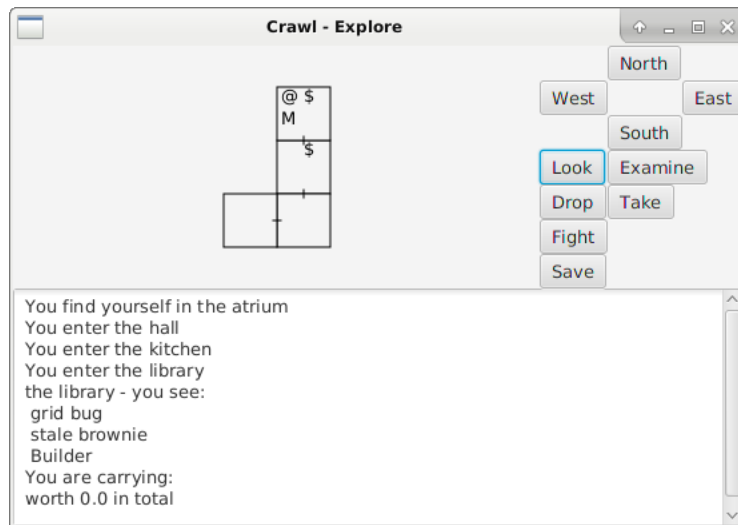 Crawl - Explore
@ $
M
$
North
West East
South
Look Examine
Drop Take
Fight
Save
You find yourself in the atrium
You enter the hall
You enter the kitchen
You enter the library
the library - you see:
grid bug
stale brownie
Builder
You are carrying:
worth 0.0 in total